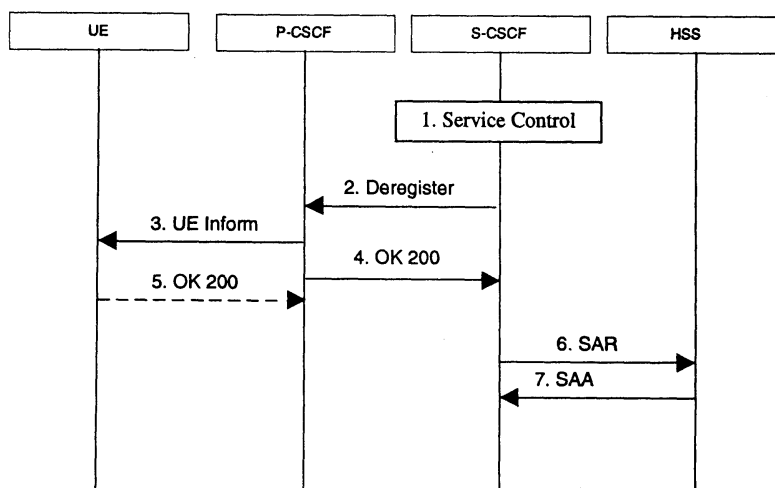 UE
P-CSCF
S-CSCF
HSS
1. Service Control
2. Deregister
3. UE Inform
4. OK 200
5. OK 200
6. SAR
7. SAA